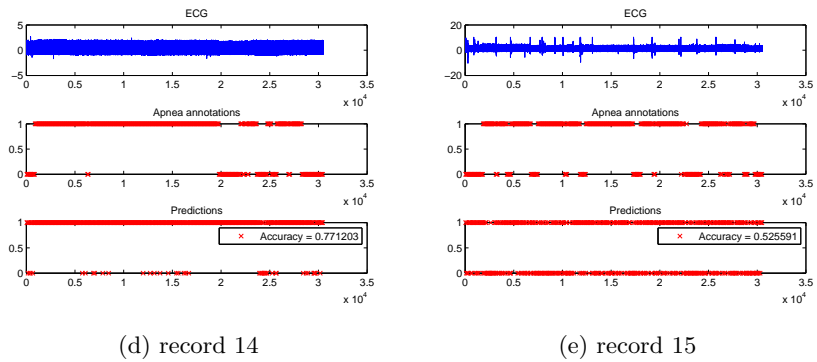 ECG
5
0
−5
0 0.5 1 1.5 2 2.5 3 3.5
x 10^4
Apnea annotations
1
0.5
0
0 0.5 1 1.5 2 2.5 3 3.5
x 10^4
Predictions
1
0.5
0
Accuracy = 0.771203
0 0.5 1 1.5 2 2.5 3 3.5
x 10^4
(d) record 14
ECG
20
0
−20
0 0.5 1 1.5 2 2.5 3 3.5
x 10^4
Apnea annotations
1
0.5
0
0 0.5 1 1.5 2 2.5 3 3.5
x 10^4
Predictions
1
0.5
0
Accuracy = 0.525591
0 0.5 1 1.5 2 2.5 3 3.5
x 10^4
(e) record 15